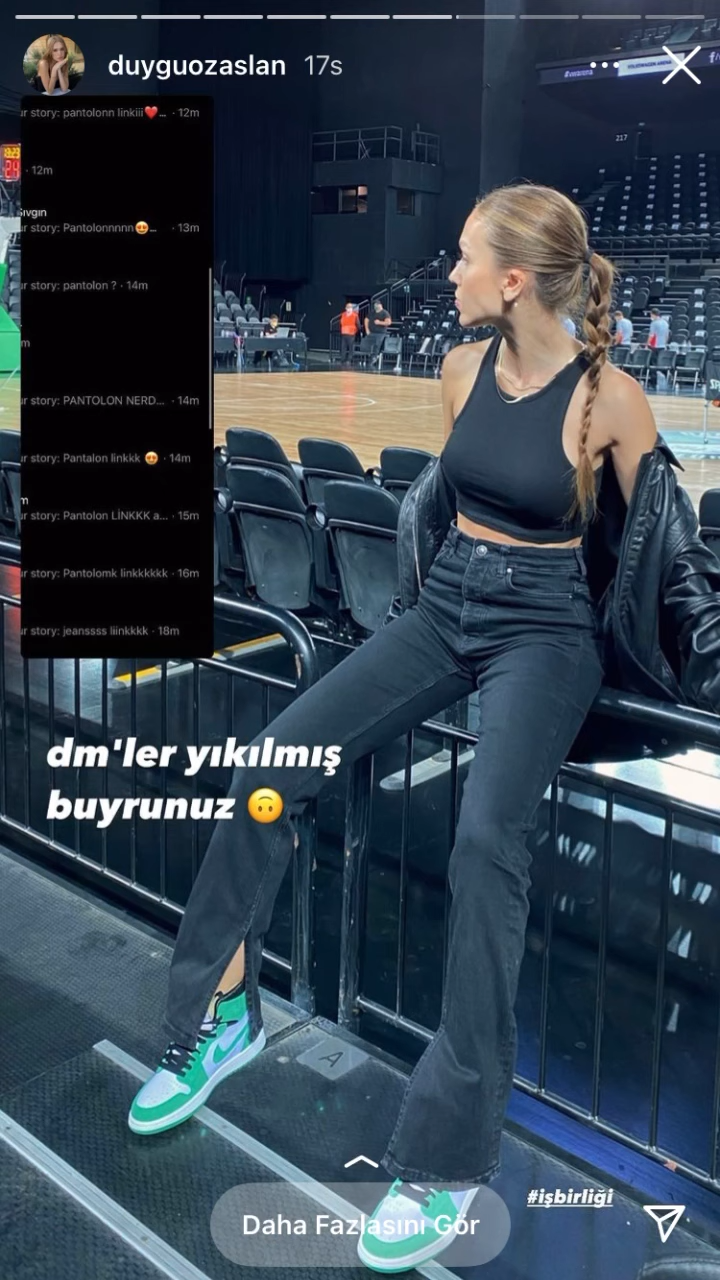 duyguozaslan 17s
r story: pantolonn linkiii❤️... · 12m
· 12m
r story: Pantolonnnnn😍... · 13m
r story: pantolon ? · 14m
m
r story: PANTOLON NERD... · 14m
r story: Pantalon linkkk 😍 · 14m
m
r story: Pantolon LİNKKK a... · 15m
r story: Pantolomk linkkkkkk · 16m
r story: jeanssss liinkkkk · 18m
217
dm'ler yıkılmış
buyrunuz 🙃
A
#işbirliği
Daha Fazlasını Gör